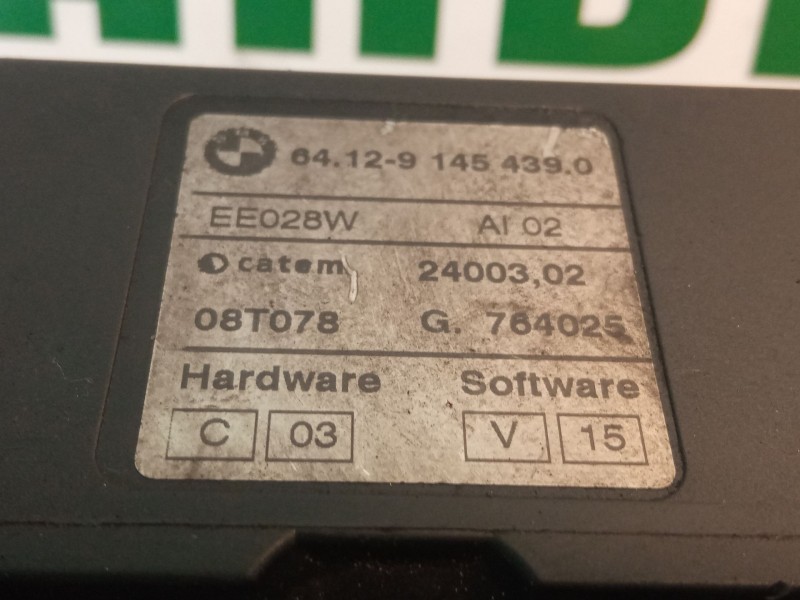 64.12-9 145 439.0
EE028W AI 02
catem 24003,02
08T078 G. 764025
Hardware Software
C 03 V 15